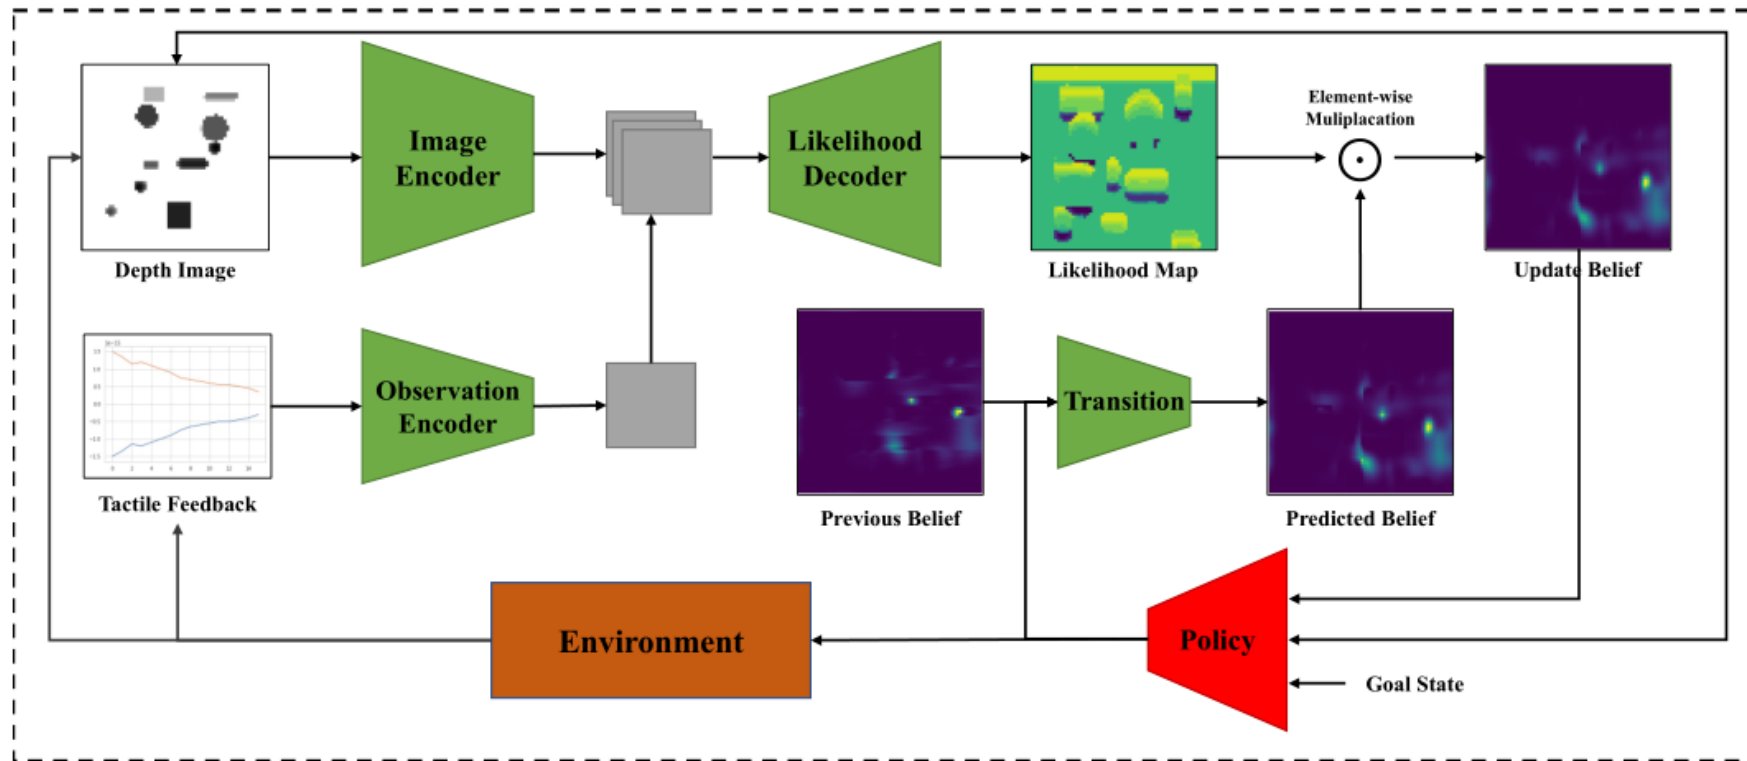 Image
Encoder
Likelihood
Decoder
Element-wise
Muliplacation
Depth Image
Likelihood Map
Update Belief
Observation
Encoder
Transition
Tactile Feedback
Previous Belief
Predicted Belief
Environment
Policy
Goal State